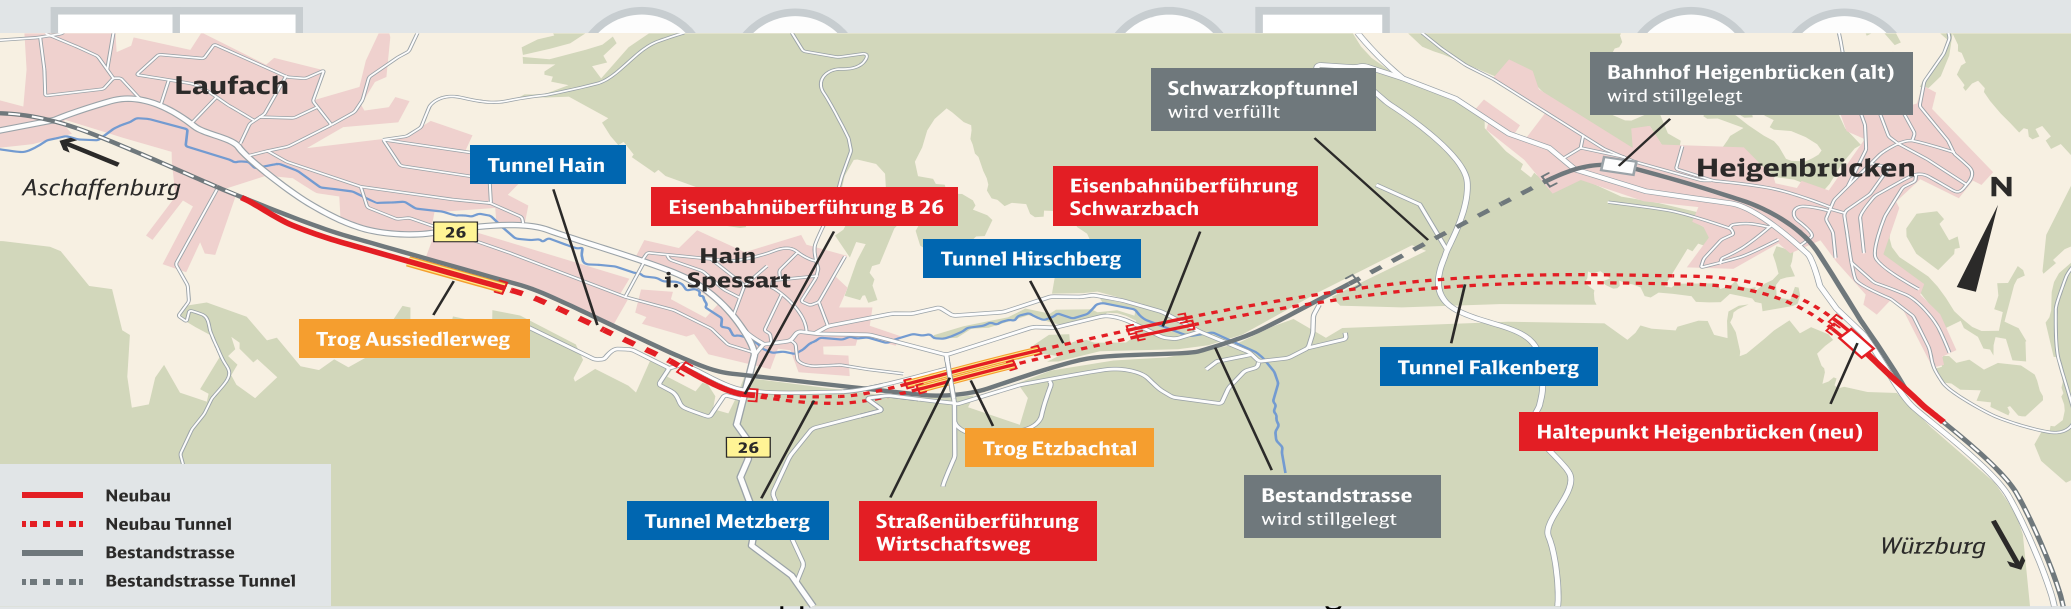 Laufach
Aschaffenburg
26
Tunnel Hain
Trog Aussiedlerweg
Eisenbahnüberführung B 26
Hain
i. Spessart
26
Tunnel Metzberg
Tunnel Hirschberg
Eisenbahnüberführung
Schwarzbach
Trog Etzbachtal
Straßenüberführung
Wirtschaftsweg
Schwarzkopftunnel
wird verfüllt
Bestandstrasse
wird stillgelegt
Tunnel Falkenberg
Bahnhof Heigenbrücken (alt)
wird stillgelegt
Heigenbrücken
N
Haltepunkt Heigenbrücken (neu)
Würzburg
Neubau
Neubau Tunnel
Bestandstrasse
Bestandstrasse Tunnel